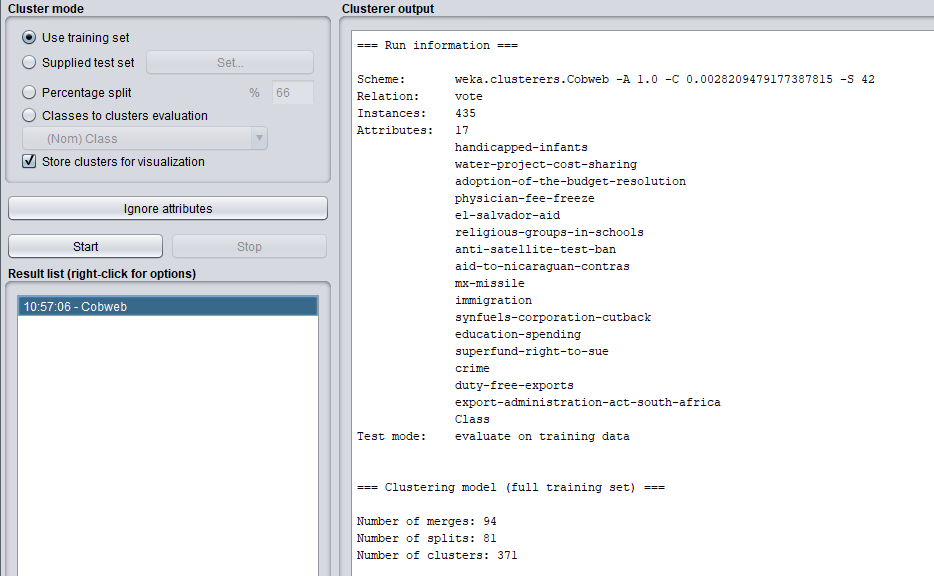 Cluster mode
Use training set
Supplied test set Set...
Percentage split % 66
Classes to clusters evaluation
(Nom) Class
Store clusters for visualization
Ignore attributes
Start Stop
Result list (right-click for options)
10:57:06 - Cobweb
Clusterer output
=== Run information ===
Scheme: weka.clusterers.Cobweb -A 1.0 -C 0.0028209479177387815 -S 42
Relation: vote
Instances: 435
Attributes: 17
handicapped-infants
water-project-cost-sharing
adoption-of-the-budget-resolution
physician-fee-freeze
el-salvador-aid
religious-groups-in-schools
anti-satellite-test-ban
aid-to-nicaraguan-contras
mx-missile
immigration
synfuels-corporation-cutback
education-spending
superfund-right-to-sue
crime
duty-free-exports
export-administration-act-south-africa
Class
Test mode: evaluate on training data
=== Clustering model (full training set) ===
Number of merges: 94
Number of splits: 81
Number of clusters: 371